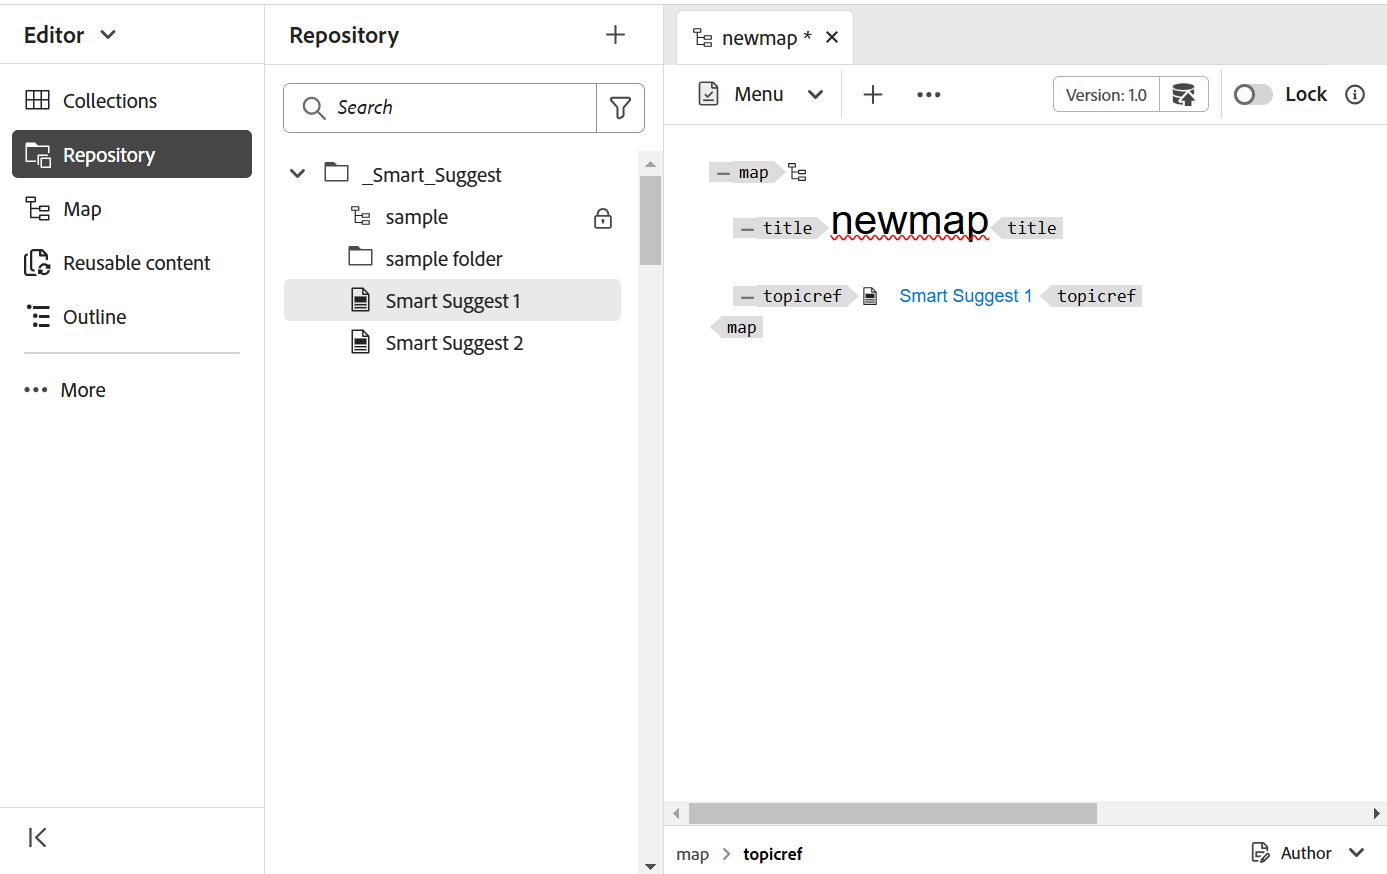 Editor
Collections
Repository
Map
Reusable content
Outline
More
Repository
Search
_Smart_Suggest
sample
sample folder
Smart Suggest 1
Smart Suggest 2
newmap *
Menu
Version: 1.0
Lock
map
title newmap title
topicref Smart Suggest 1 topicref
map
map > topicref
Author